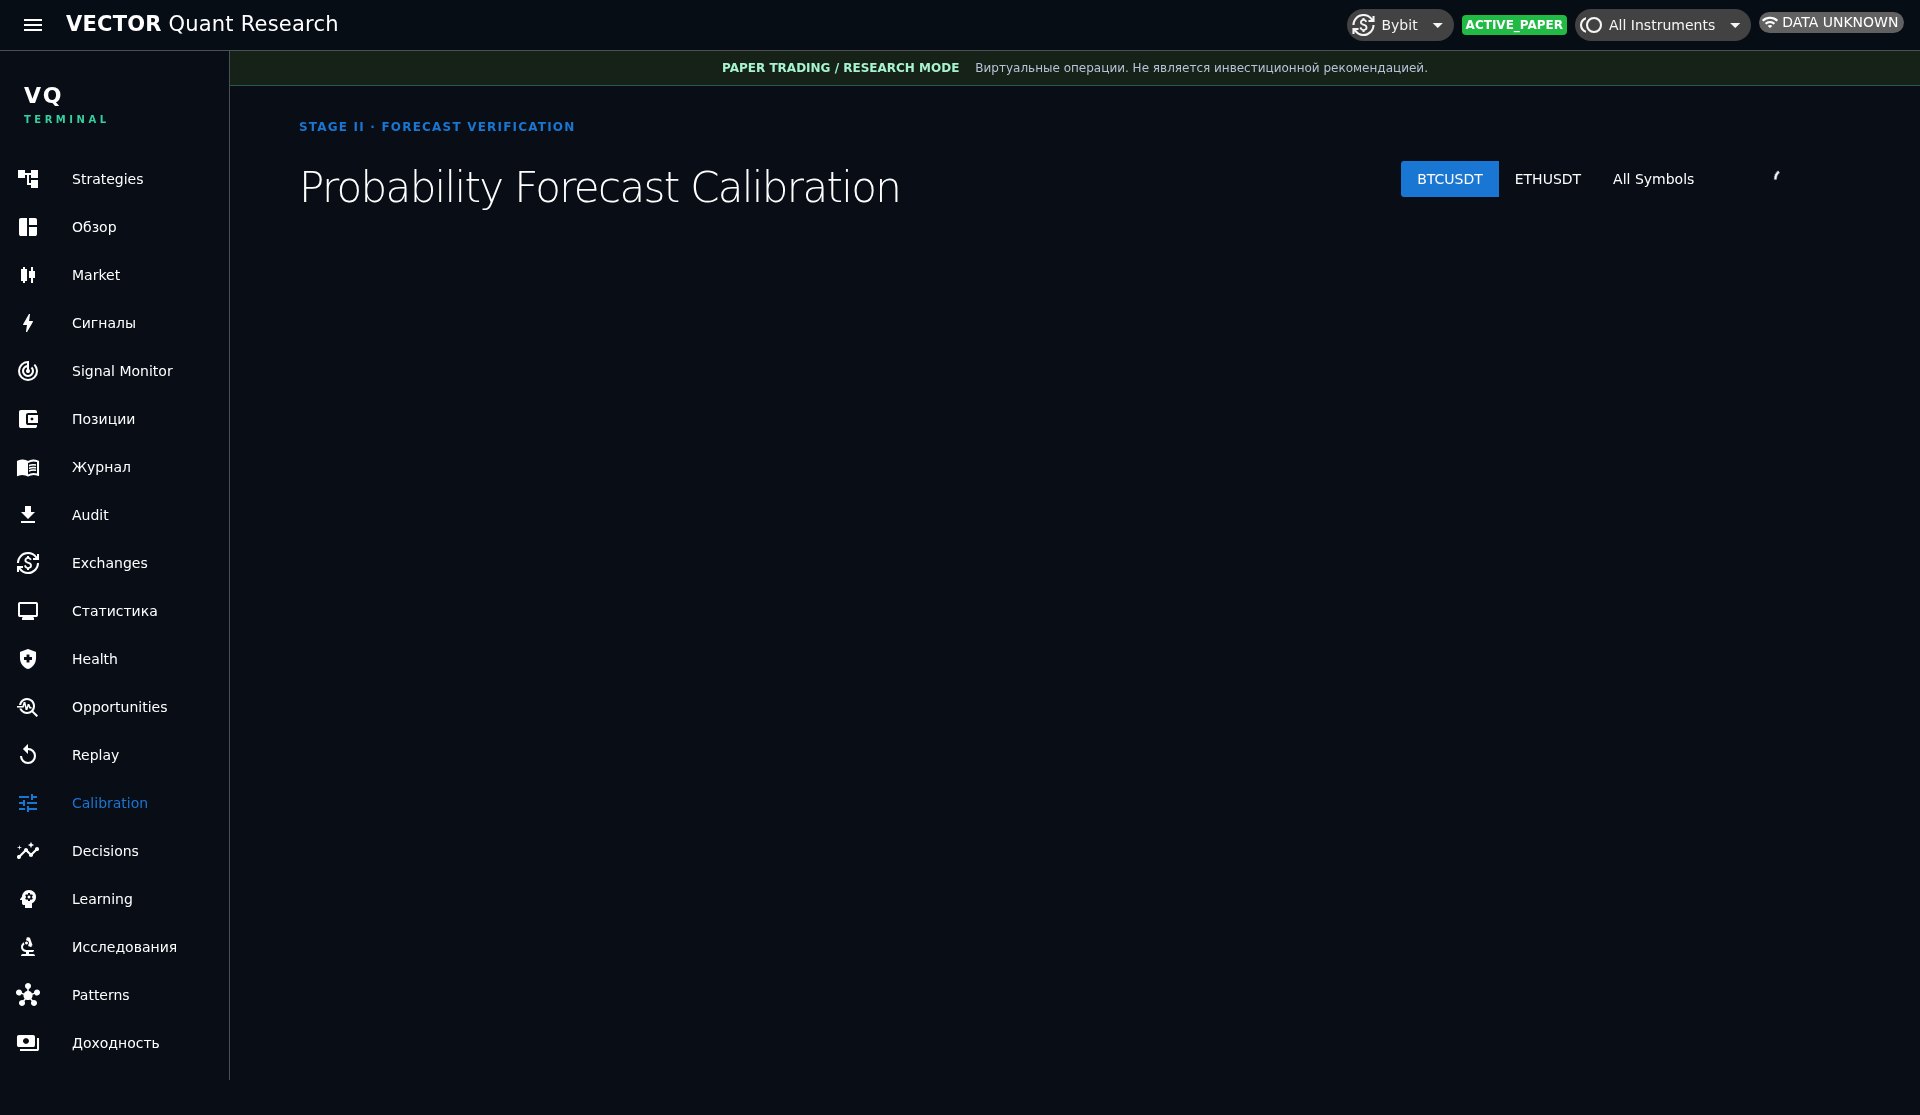 VECTOR Quant Research
Bybit
ACTIVE_PAPER
All Instruments
DATA UNKNOWN
PAPER TRADING / RESEARCH MODE Виртуальные операции. Не является инвестиционной рекомендацией.
VQ
TERMINAL
Strategies
Обзор
Market
Сигналы
Signal Monitor
Позиции
Журнал
Audit
Exchanges
Статистика
Health
Opportunities
Replay
Calibration
Decisions
Learning
Исследования
Patterns
Доходность
STAGE II · FORECAST VERIFICATION
Probability Forecast Calibration
BTCUSDT
ETHUSDT
All Symbols